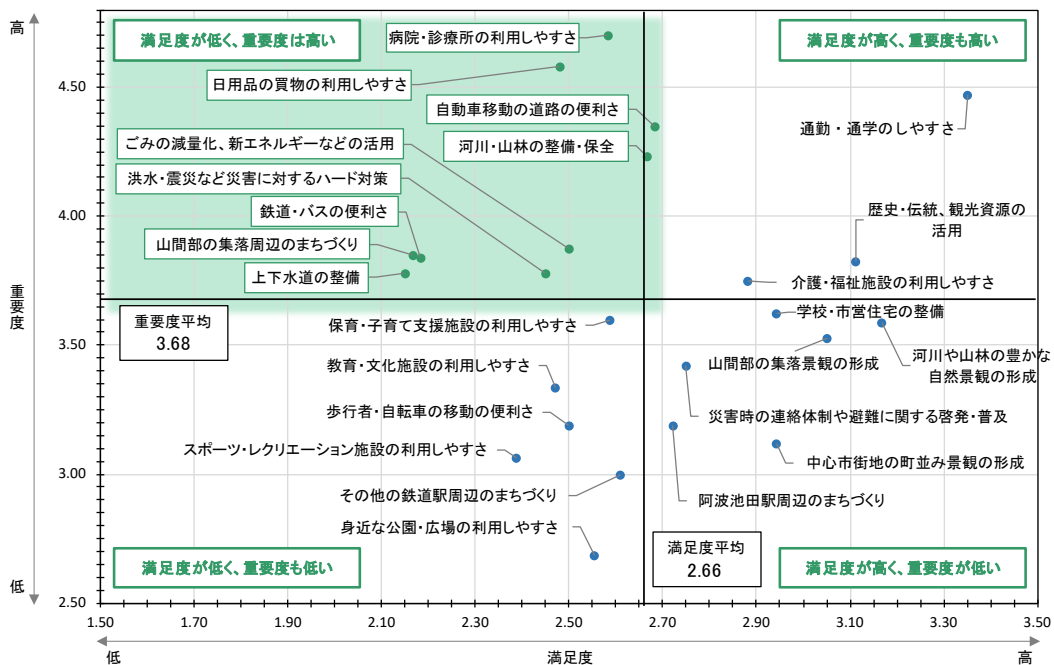 高
満足度が低く、重要度は高い
病院・診療所の利用しやすさ
満足度が高く、重要度も高い
日用品の買物の利用しやすさ
4.50
自動車移動の道路の便利さ
通勤・通学のしやすさ
ごみの減量化、新エネルギーなどの活用
河川・山林の整備・保全
洪水・震災など災害に対するハード対策
鉄道・バスの便利さ
4.00
歴史・伝統、観光資源の
活用
山間部の集落周辺のまちづくり
上下水道の整備
介護・福祉施設の利用しやすさ
重要度
重要度平均
3.68
保育・子育て支援施設の利用しやすさ
学校・市営住宅の整備
3.50
教育・文化施設の利用しやすさ
山間部の集落景観の形成
河川や山林の豊かな
自然景観の形成
歩行者・自転車の移動の便利さ
災害時の連絡体制や避難に関する啓発・普及
スポーツ・レクリエーション施設の利用しやすさ
中心市街地の町並み景観の形成
3.00
その他の鉄道駅周辺のまちづくり
阿波池田駅周辺のまちづくり
身近な公園・広場の利用しやすさ
満足度平均
2.66
満足度が低く、重要度も低い
満足度が高く、重要度が低い
低
2.50
1.50 1.70 1.90 2.10 2.30 2.50 2.70 2.90 3.10 3.30 3.50
低 満足度 高